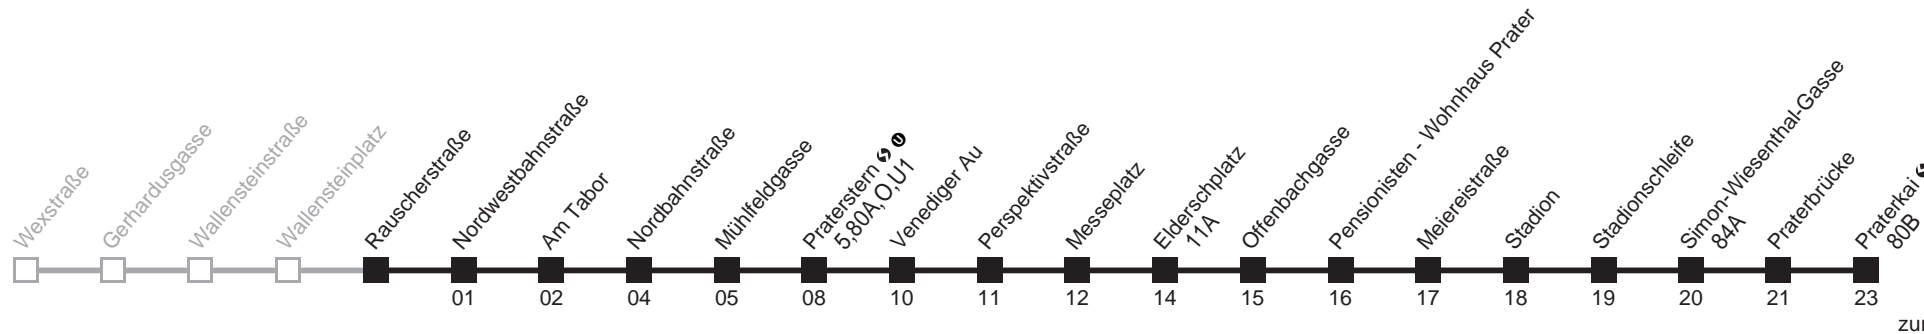 Wexstraße
Gerhardusgasse
Wallensteinstraße
Wallensteinplatz
Rauscherstraße
Nordwestbahnstraße
Am Tabor
Nordbahnstraße
Mühlfeldgasse
Praterstern S U
5,80A,O,U1
Venediger Au
Perspektivstraße
Messeplatz
Elderschplatz
11A
Offenbachgasse
Pensionisten - Wohnhaus Prater
Meiereistraße
Stadion
Stadionschleife
Simon-Wiesenthal-Gasse
84A
Praterbrücke
Praterkai S
80B
01 02 04 05 08 10 11 12 14 15 16 17 18 19 20 21 23